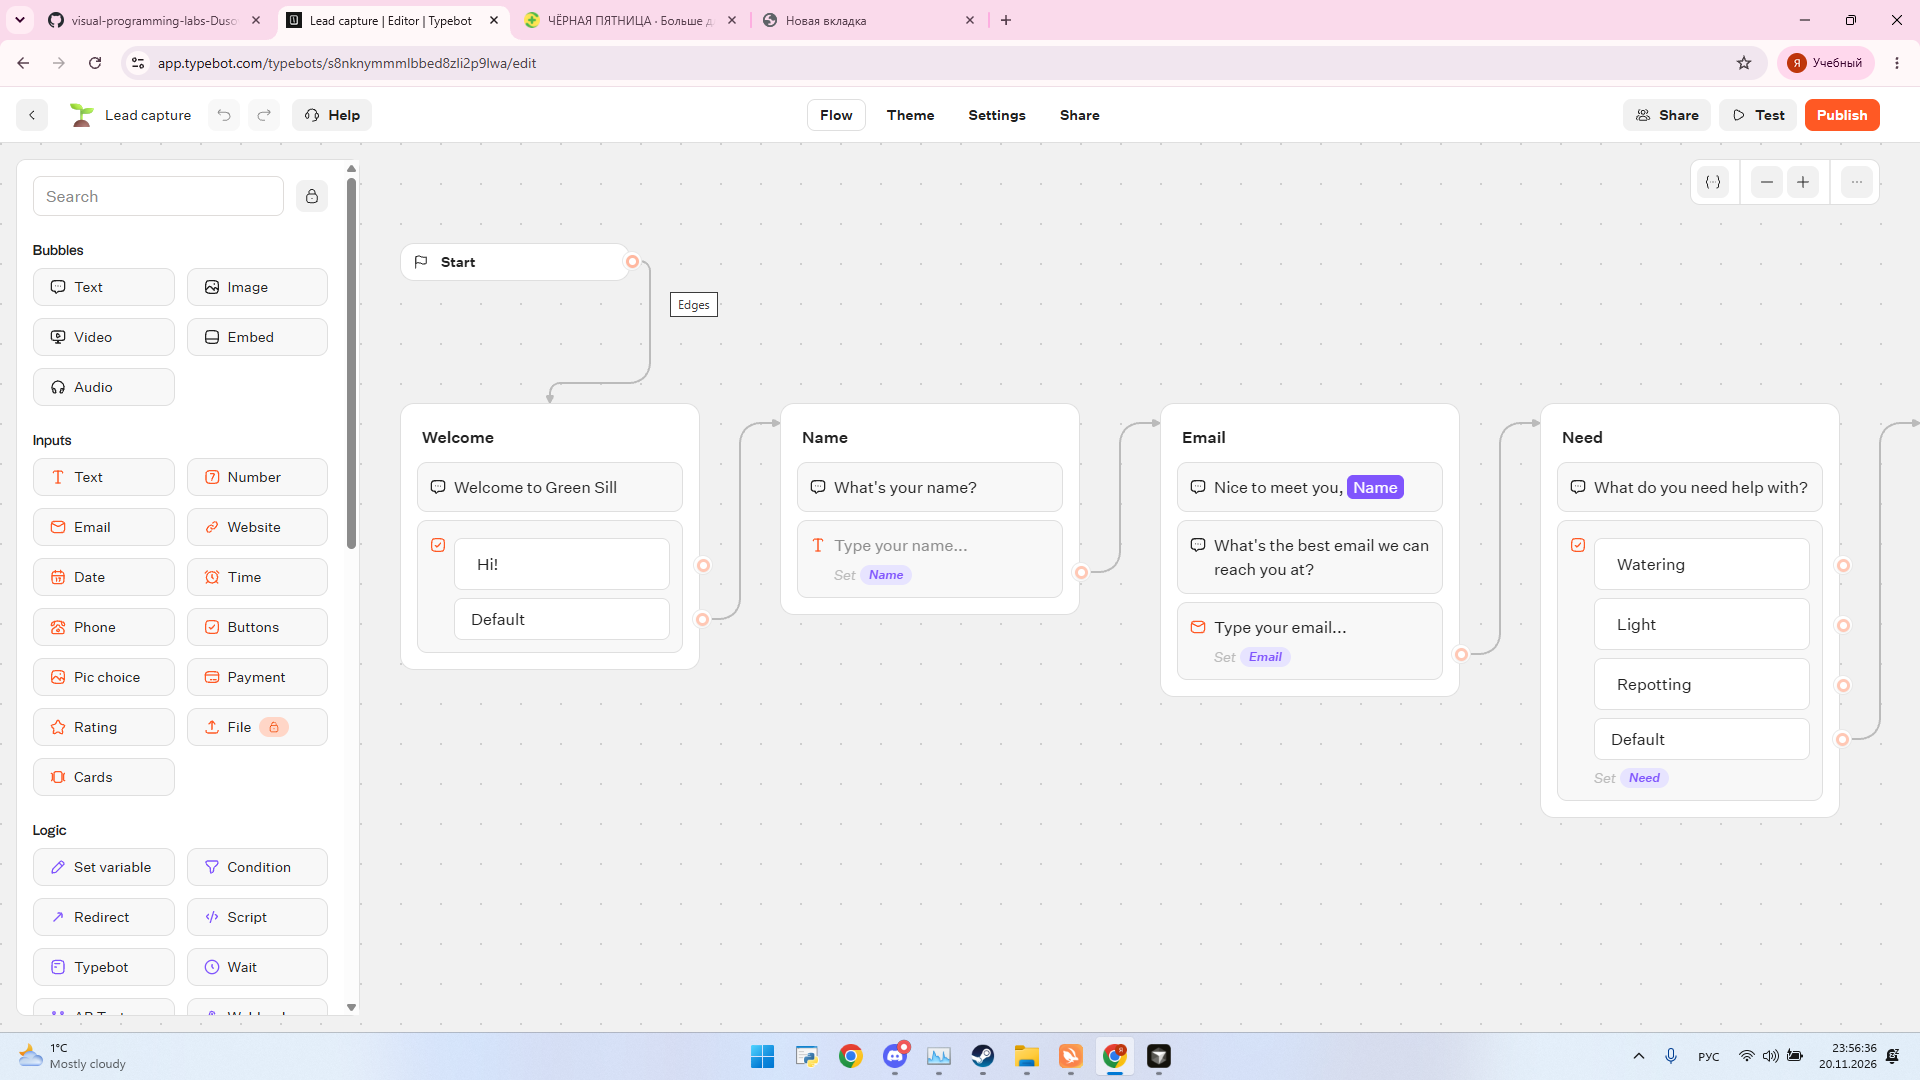 visual-programming-labs-Duso
Lead capture | Editor | Typebot
ЧЁРНАЯ ПЯТНИЦА · Больше д
Новая вкладка
app.typebot.com/typebots/s8nknymmmlbbed8zli2p9lwa/edit
Я
Учебный
Lead capture
Help
Flow
Theme
Settings
Share
Share
Test
Publish
Search
Bubbles
Text
Image
Video
Embed
Audio
Inputs
Text
Number
Email
Website
Date
Time
Phone
Buttons
Pic choice
Payment
Rating
File
Cards
Logic
Set variable
Condition
Redirect
Script
Typebot
Wait
Start
Edges
Welcome
Welcome to Green Sill
Hi!
Default
Name
What's your name?
Type your name...
Set Name
Email
Nice to meet you, Name
What's the best email we can
reach you at?
Type your email...
Set Email
Need
What do you need help with?
Watering
Light
Repotting
Default
Set Need
1°C
Mostly cloudy
РУС
23:56:36
20.11.2026